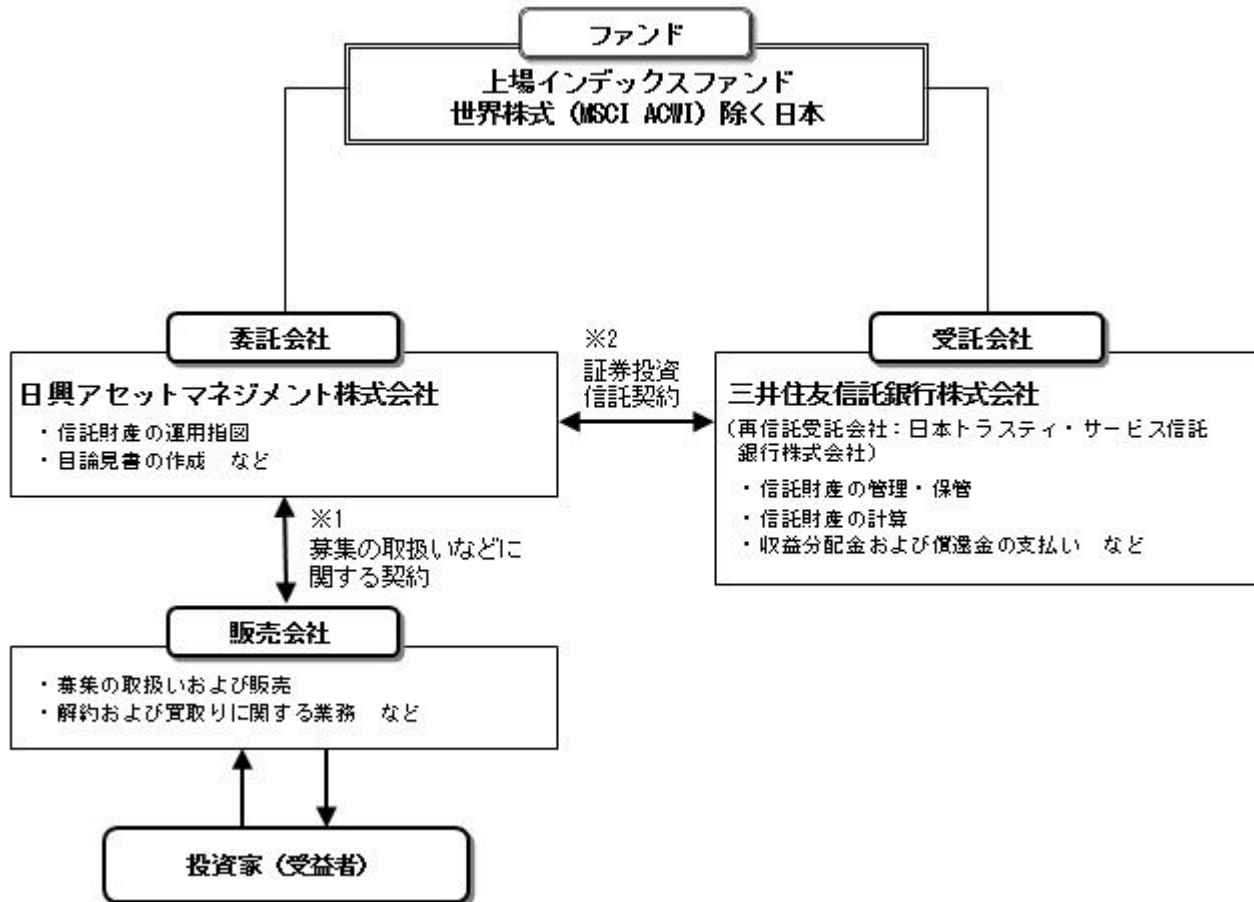 ファンド
上場インデックスファンド
世界株式（MSCI ACWI）除く日本
委託会社
日興アセットマネジメント株式会社
・信託財産の運用指図
・目論見書の作成　など
※2
証券投資
信託契約
受託会社
三井住友信託銀行株式会社
（再信託受託会社：日本トラスティ・サービス信託
銀行株式会社）
・信託財産の管理・保管
・信託財産の計算
・収益分配金および償還金の支払い　など
※1
募集の取扱いなどに
関する契約
販売会社
・募集の取扱いおよび販売
・解約および買取りに関する業務　など
投資家（受益者）